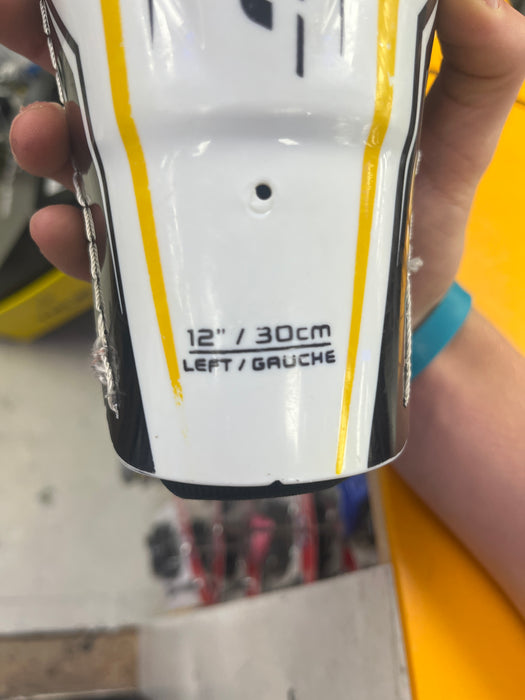 12" / 30cm
LEFT / GAUCHE